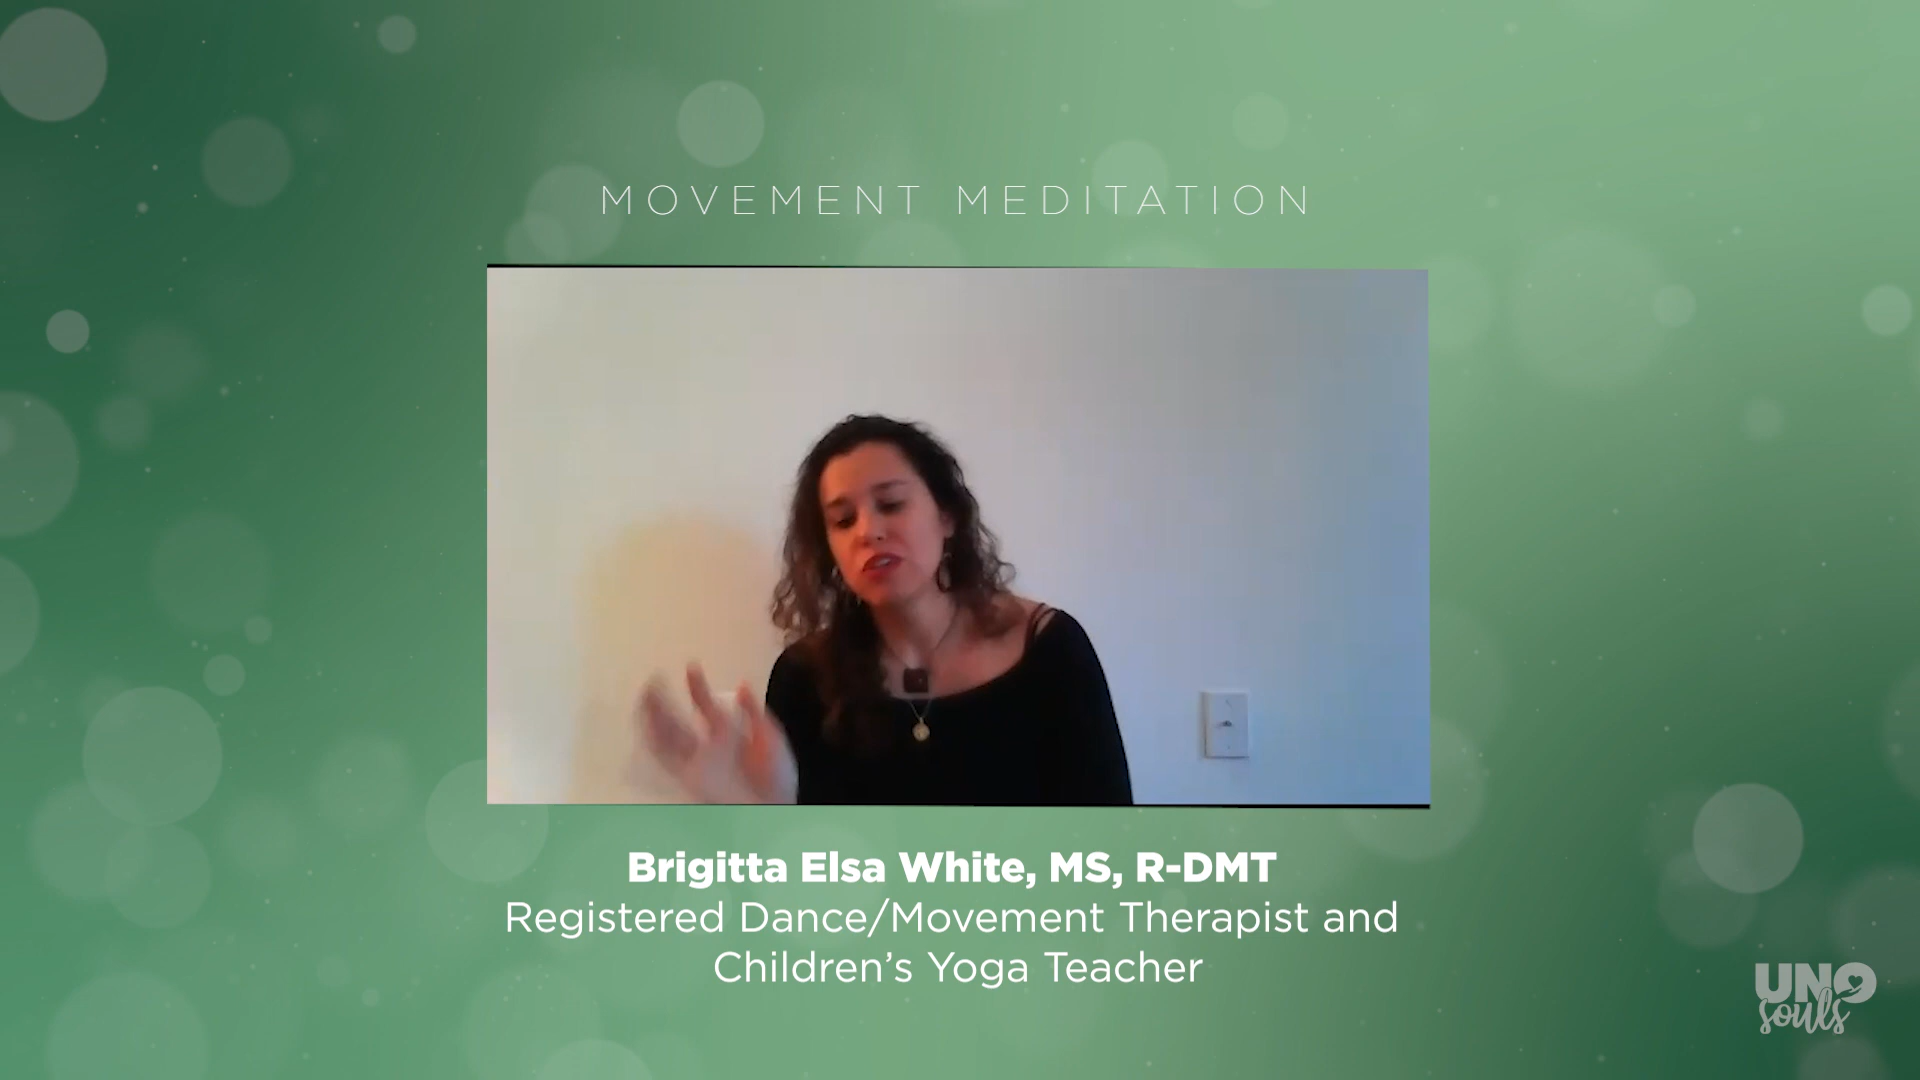 MOVEMENT MEDITATION
Brigitta Elsa White, MS, R-DMT
Registered Dance/Movement Therapist and
Children's Yoga Teacher
UNO
souls